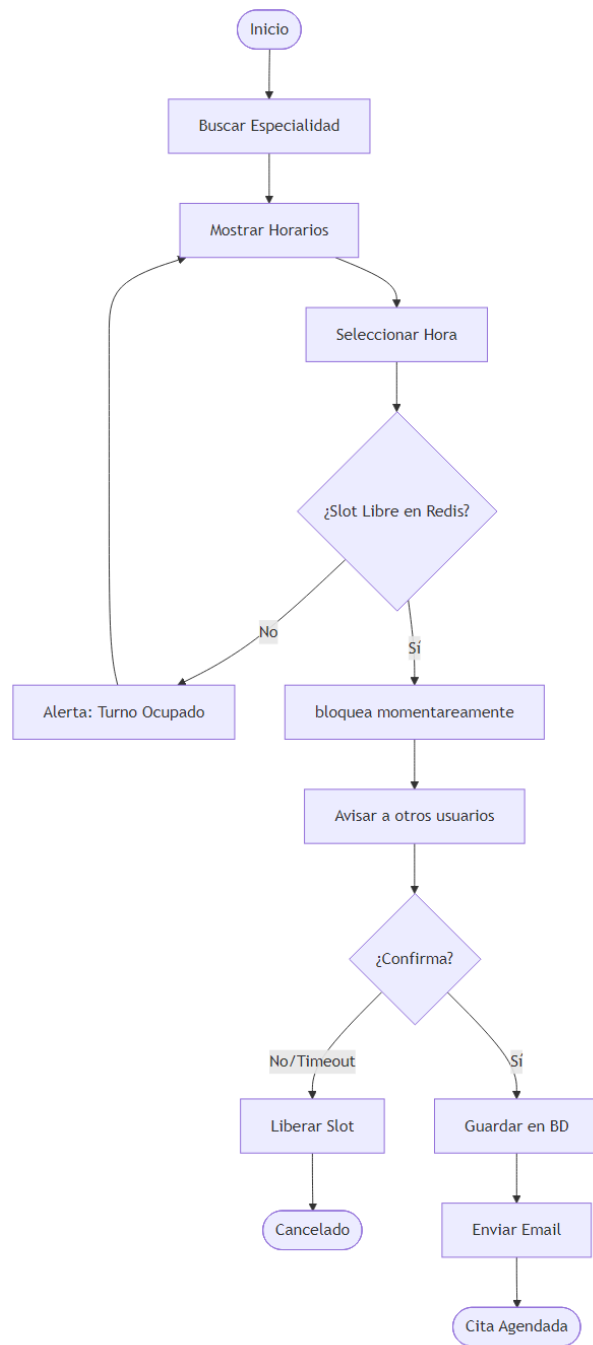 Inicio
Buscar Especialidad
Mostrar Horarios
Seleccionar Hora
¿Slot Libre en Redis?
No
Sí
Alerta: Turno Ocupado
bloquea momentareamente
Avisar a otros usuarios
¿Confirma?
No/Timeout
Sí
Liberar Slot
Guardar en BD
Cancelado
Enviar Email
Cita Agendada